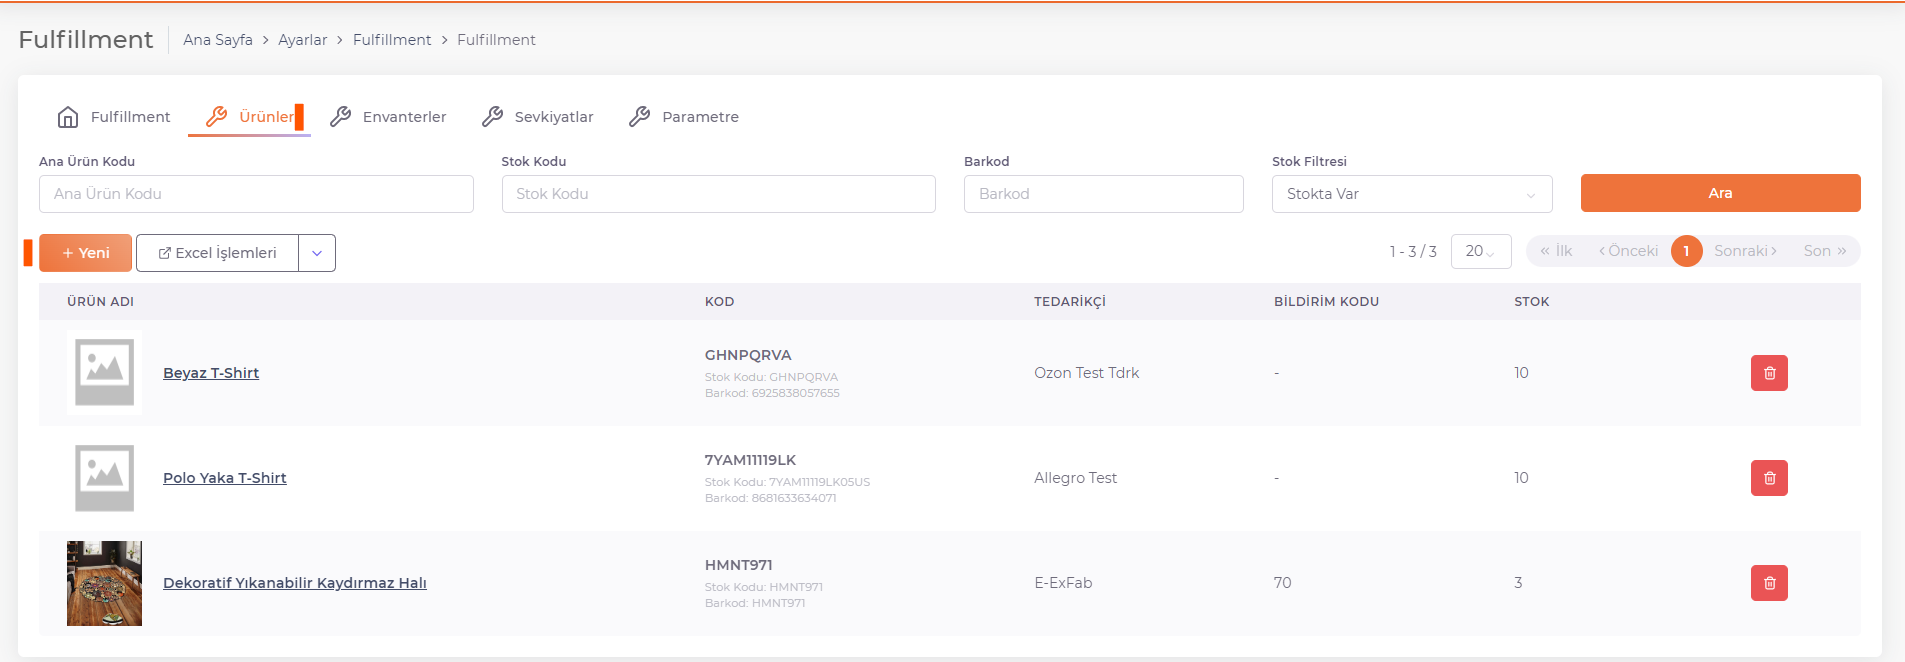 Fulfillment
Ana Sayfa > Ayarlar > Fulfillment > Fulfillment
Fulfillment Ürünler Envanterler Sevkiyatlar Parametre
Ana Ürün Kodu Stok Kodu Barkod Stok Filtresi
Ana Ürün Kodu Stok Kodu Barkod Stokta Var Ara
+ Yeni Excel İşlemleri 1 - 3 / 3 20 « İlk < Önceki 1 Sonraki > Son »
ÜRÜN ADI KOD TEDARİKÇİ BİLDİRİM KODU STOK
GHNPQRVA
Beyaz T-Shirt Stok Kodu: GHNPQRVA Ozon Test Tdrk - 10
Barkod: 6925838057655
7YAM11119LK
Polo Yaka T-Shirt Stok Kodu: 7YAM11119LK05US Allegro Test - 10
Barkod: 8681633634071
HMNT971
Dekoratif Yıkanabilir Kaydırmaz Halı Stok Kodu: HMNT971 E-ExFab 70 3
Barkod: HMNT971